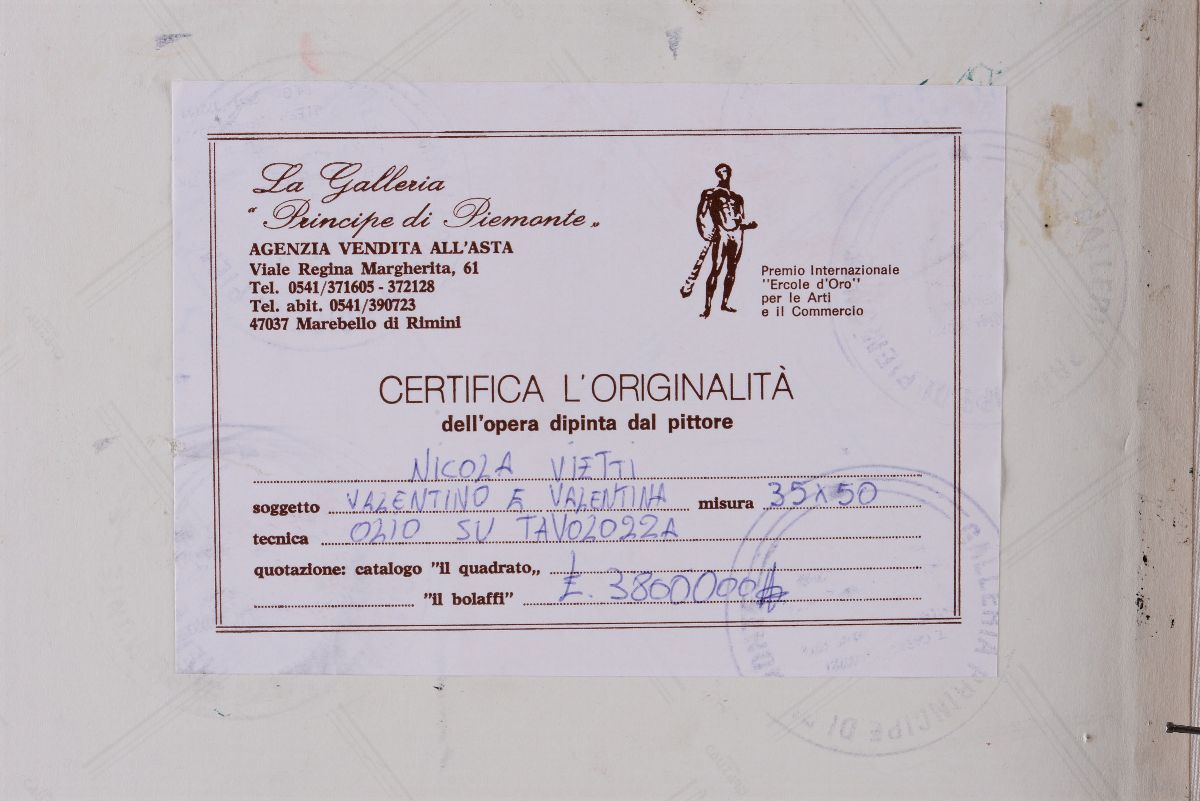 La Galleria
"Principe di Piemonte„
AGENZIA VENDITA ALL'ASTA
Viale Regina Margherita, 61
Tel. 0541/371605 - 372128
Tel. abit. 0541/390723
47037 Marebello di Rimini
Premio Internazionale
"Ercole d'Oro"
per le Arti
e il Commercio
CERTIFICA L'ORIGINALITÀ
dell'opera dipinta dal pittore
NICOLA VIETTI
soggetto VALENTINO E VALENTINA misura 35x50
tecnica OLIO SU TAVOLOZZA
quotazione: catalogo "il quadrato„
"il bolaffi" £. 3800000
GALLERIA PRINCIPE DI